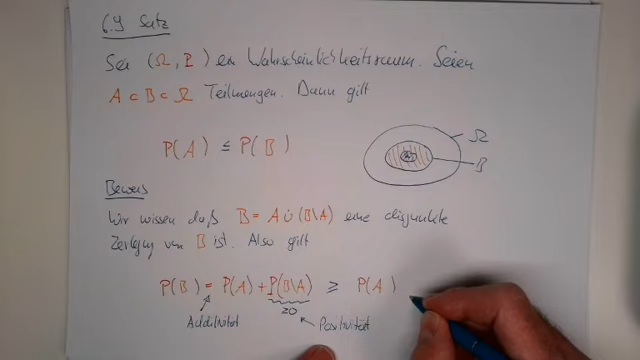 6.9 Satz
Sei (Ω, P) ein Wahrscheinlichkeitsraum. Seien
A ⊂ B ⊂ Ω Teilmengen. Dann gilt
P(A) ≤ P(B)
Ω
A
B
Beweis
Wir wissen daß B = A ∪̇ (B\A) eine disjunkte
Zerlegung von B ist. Also gilt
P(B) = P(A) + P(B\A) ≥ P(A)
≥0
Additivität
Positivität